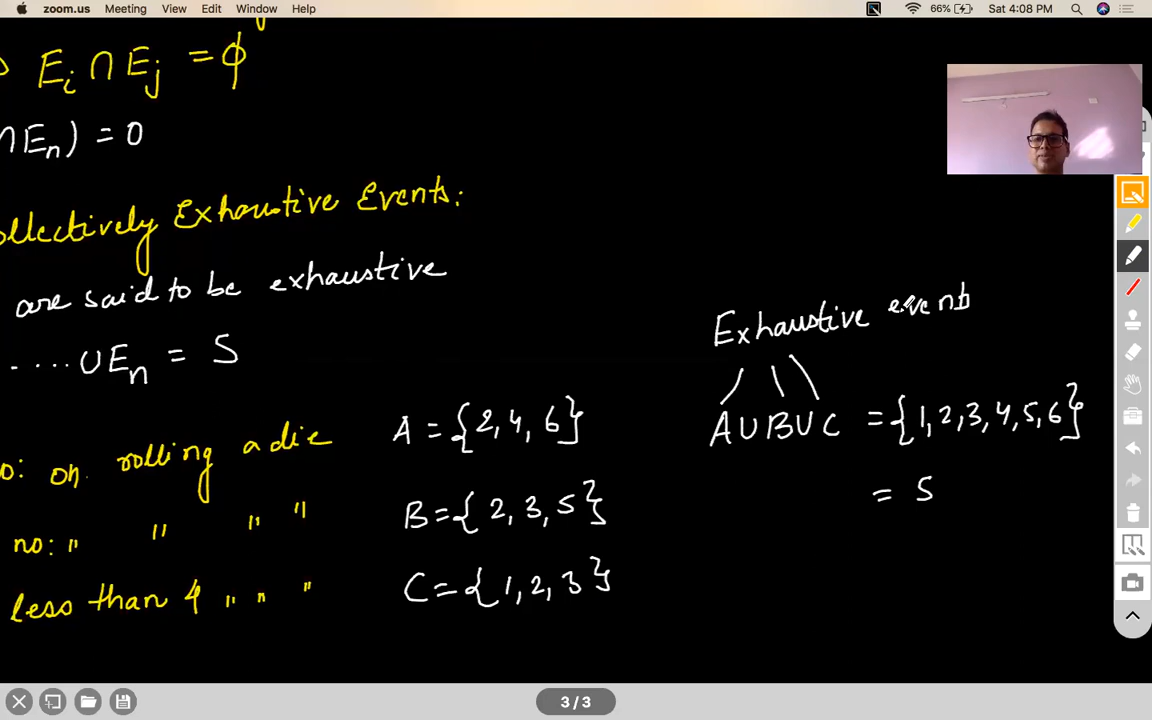 zoom.us Meeting View Edit Window Help 66% Sat 4:08 PM
Ei ∩ Ej = ϕ
∩En) = 0
ollectively Exhaustive Events:
are said to be exhaustive
.... ∪En = S
Exhaustive events
A∪B∪C = {1,2,3,4,5,6}
= S
o: on rolling a die A = {2, 4, 6}
no: " " " " B = {2, 3, 5}
less than 4 " " " C = {1, 2, 3}
3 / 3